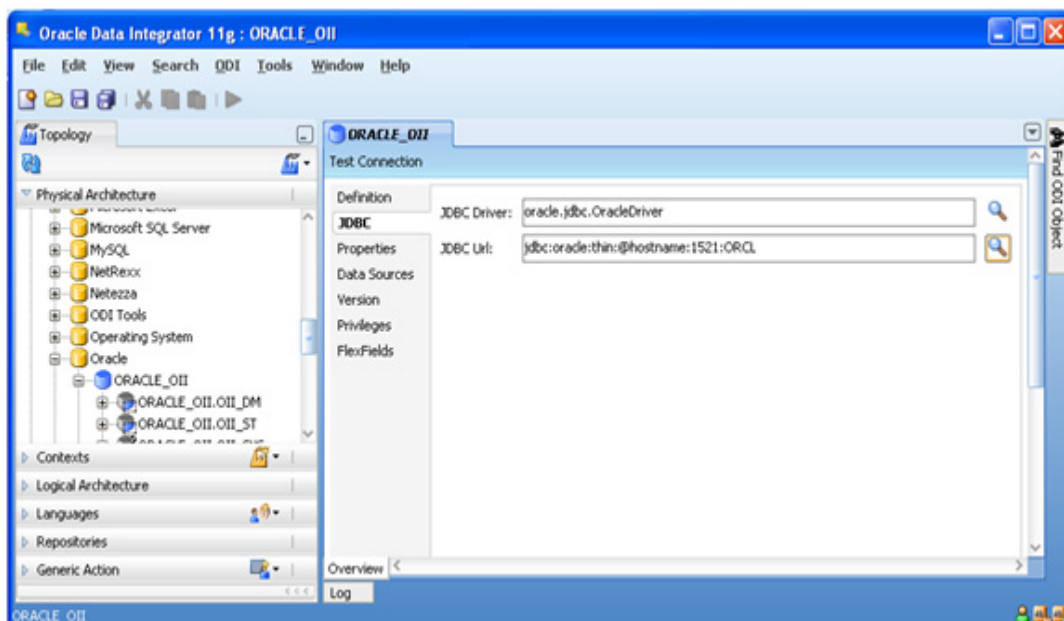 Oracle Data Integrator 11g : ORACLE_OII
File Edit View Search ODI Tools Window Help
Topology
Physical Architecture
Microsoft SQL Server
MySQL
NetRexx
Netezza
ODI Tools
Operating System
Oracle
ORACLE_OII
ORACLE_OII.OII_DM
ORACLE_OII.OII_ST
Contexts
Logical Architecture
Languages
Repositories
Generic Action
ORACLE_OII
Test Connection
Definition
JDBC
Properties
Data Sources
Version
Privileges
FlexFields
JDBC Driver: oracle.jdbc.OracleDriver
JDBC Url: jdbc:oracle:thin:@hostname:1521:ORCL
Overview
Log
Find ODI Object
ORACLE_OII